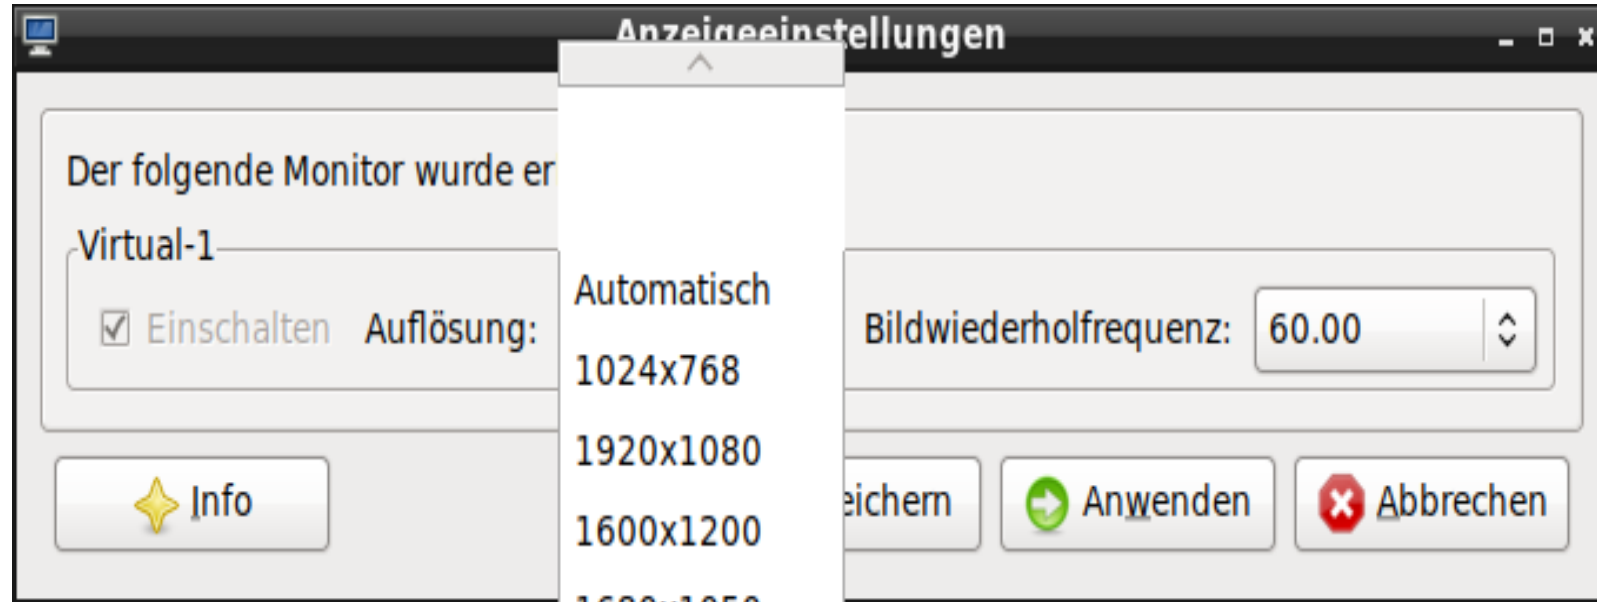 Anzeigeeinstellungen
Der folgende Monitor wurde er
Virtual-1
Einschalten Auflösung: Bildwiederholfrequenz: 60.00
Automatisch
1024x768
1920x1080
1600x1200
1680x1050
Info eichern Anwenden Abbrechen